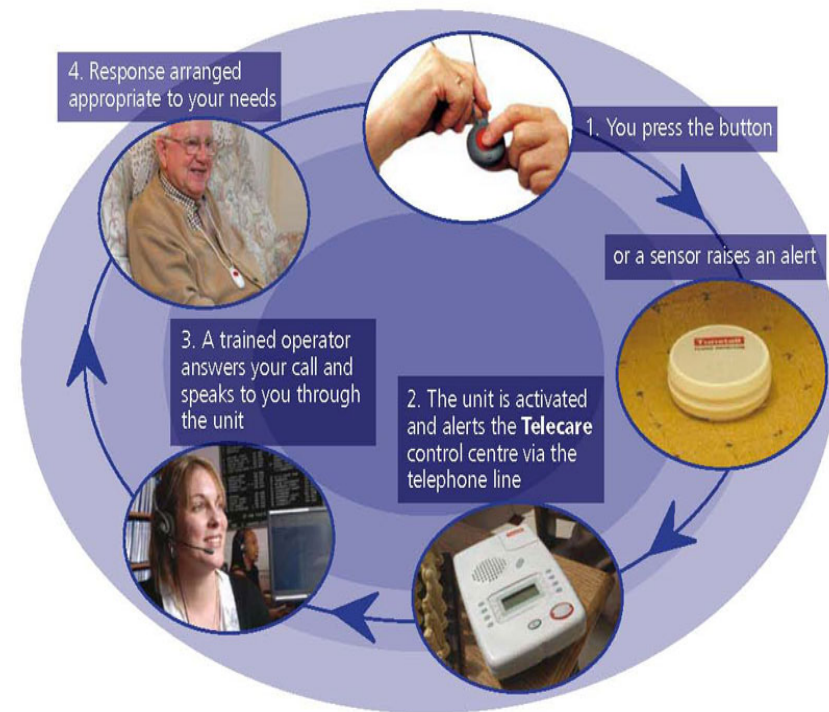 1. You press the button
or a sensor raises an alert
Tunstall
2. The unit is activated
and alerts the Telecare
control centre via the
telephone line
3. A trained operator
answers your call and
speaks to you through
the unit
4. Response arranged
appropriate to your needs